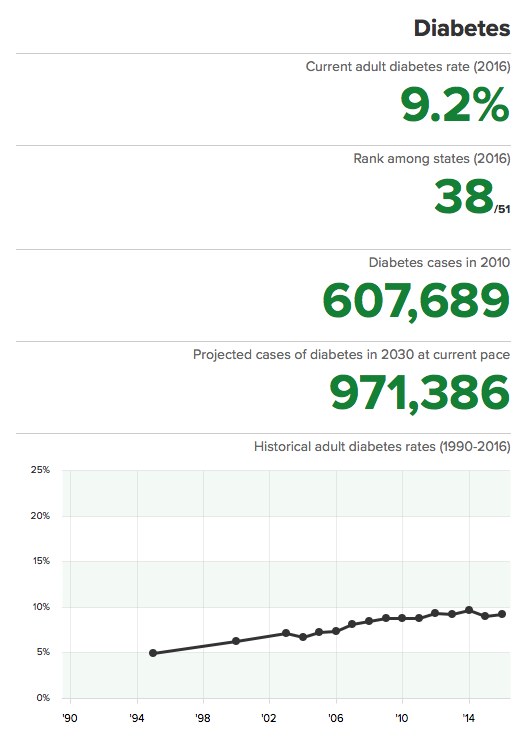 Diabetes
Current adult diabetes rate (2016)
9.2%
Rank among states (2016)
38/51
Diabetes cases in 2010
607,689
Projected cases of diabetes in 2030 at current pace
971,386
Historical adult diabetes rates (1990-2016)
25%
20%
15%
10%
5%
0%
'90 '94 '98 '02 '06 '10 '14